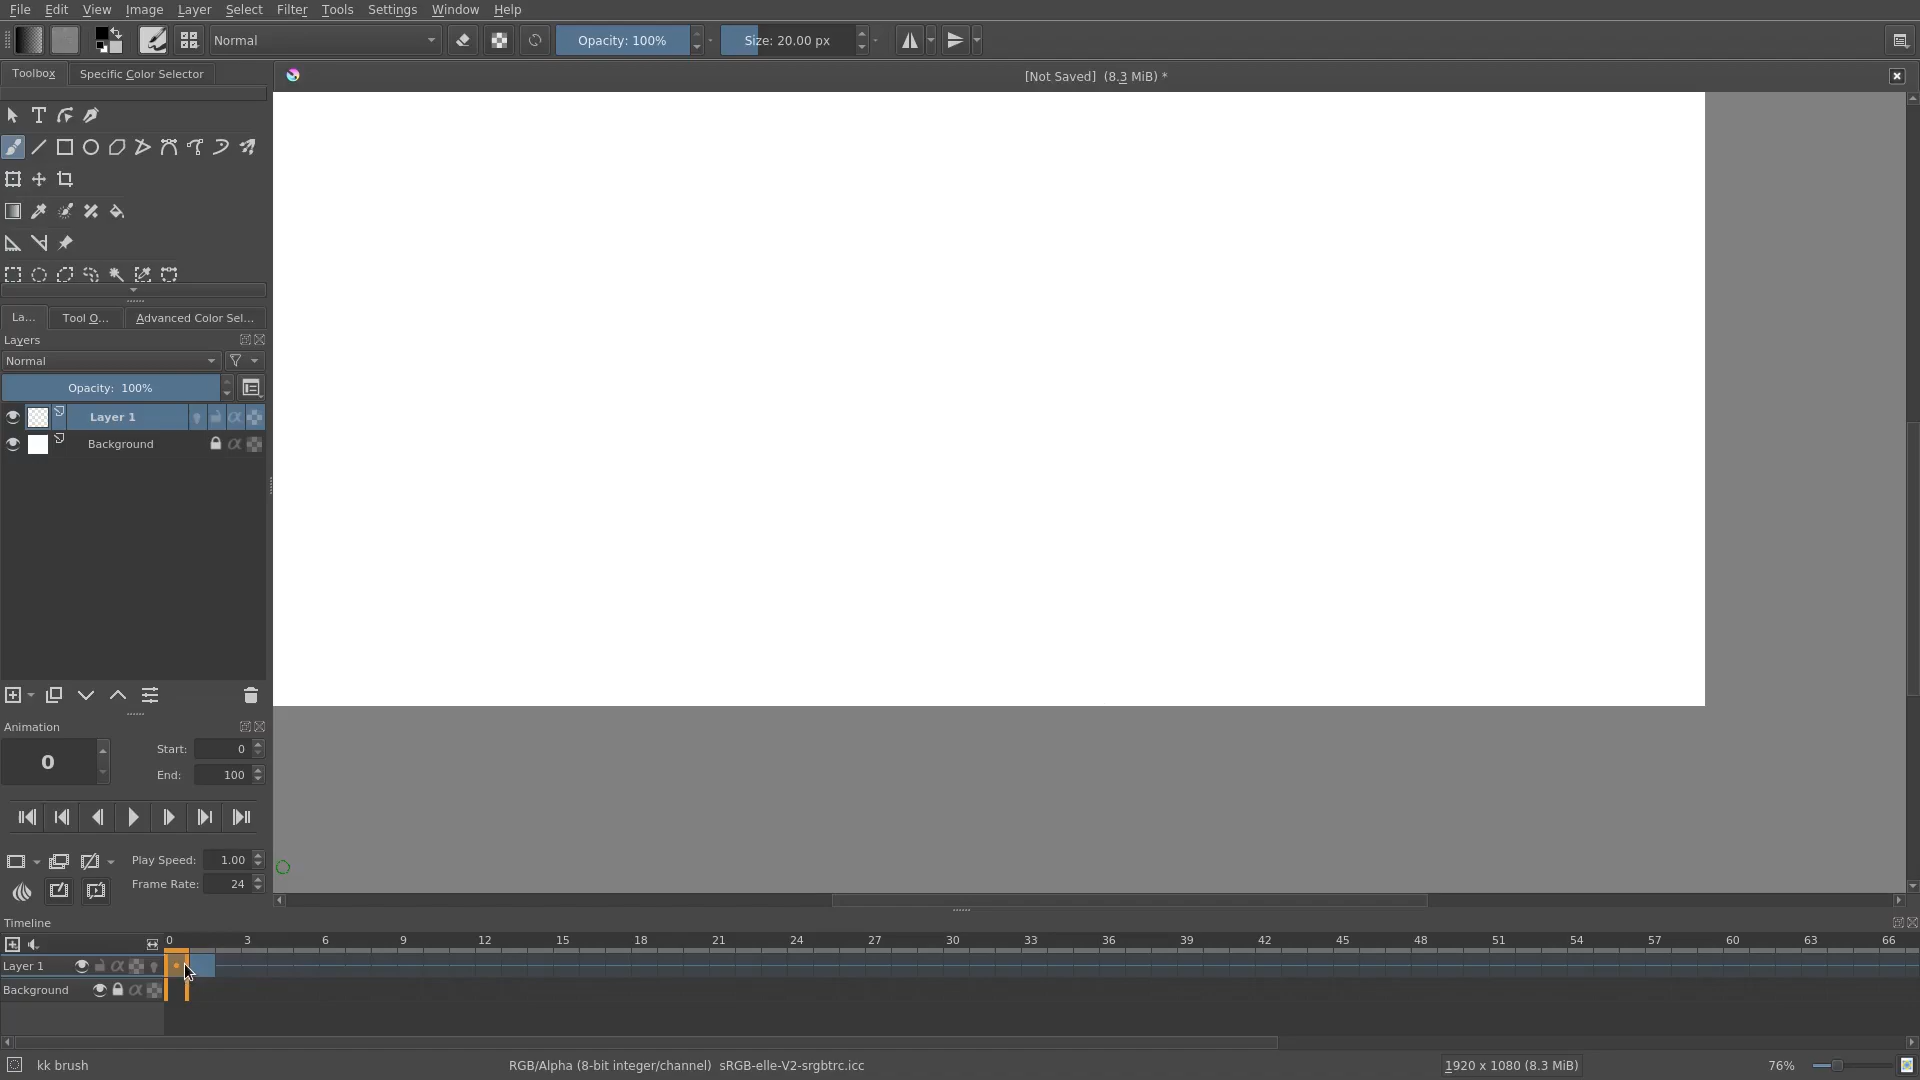 File Edit View Image Layer Select Filter Tools Settings Window Help
Normal Opacity: 100% Size: 20.00 px
Toolbox Specific Color Selector
[Not Saved] (8.3 MiB) *
La... Tool O... Advanced Color Sel...
Layers
Normal
Opacity: 100%
Layer 1
Background
Animation
0
Start: 0
End: 100
Play Speed: 1.00
Frame Rate: 24
Timeline
0 3 6 9 12 15 18 21 24 27 30 33 36 39 42 45 48 51 54 57 60 63 66
Layer 1
Background
kk brush RGB/Alpha (8-bit integer/channel) sRGB-elle-V2-srgbtrc.icc 1920 x 1080 (8.3 MiB) 76%